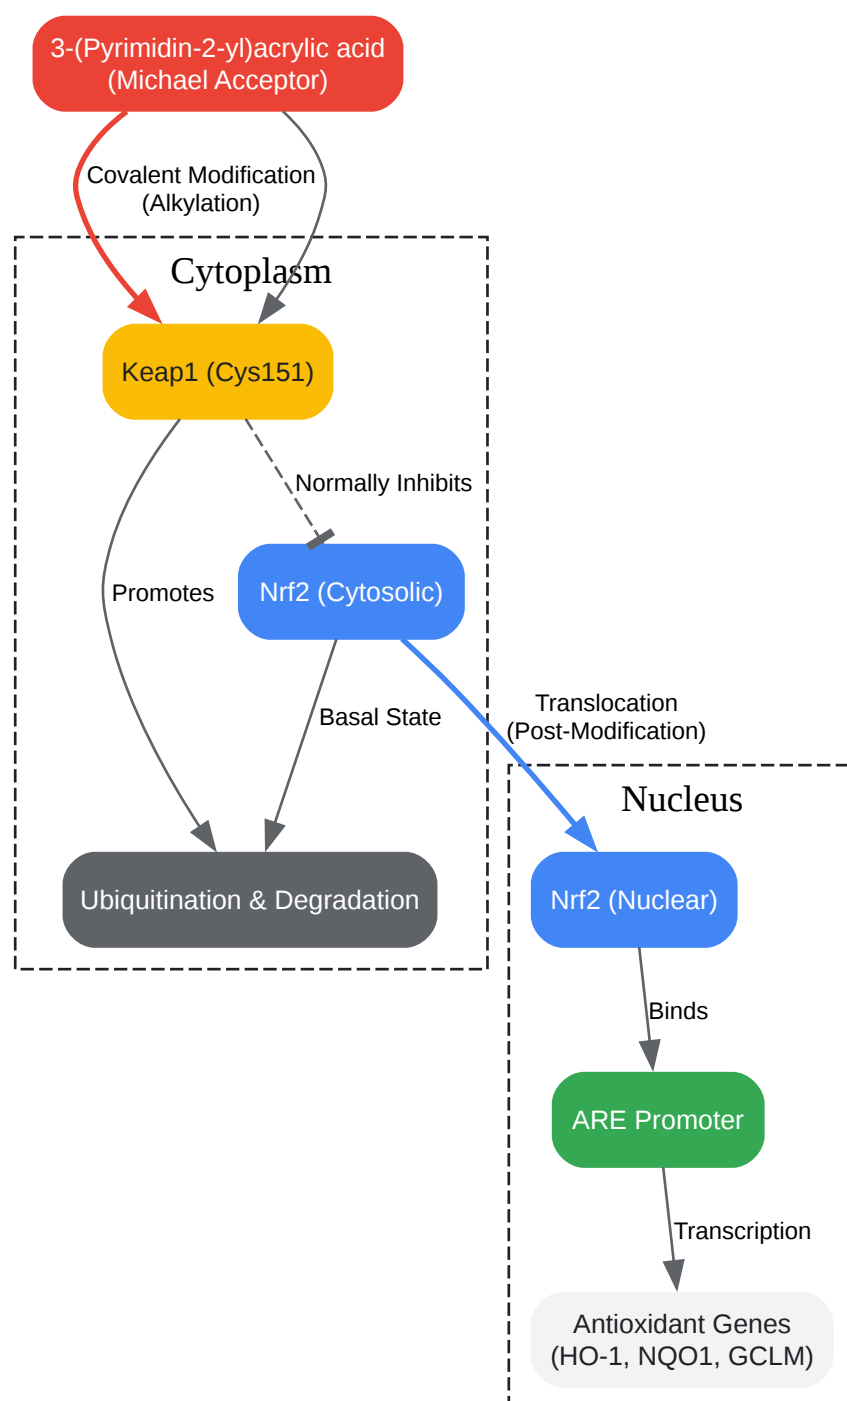 3-(Pyrimidin-2-yl)acrylic acid
(Michael Acceptor)
Covalent Modification
(Alkylation)
Cytoplasm
Keap1 (Cys151)
Normally Inhibits
Promotes
Nrf2 (Cytosolic)
Basal State
Translocation
(Post-Modification)
Nucleus
Ubiquitination & Degradation
Nrf2 (Nuclear)
Binds
ARE Promoter
Transcription
Antioxidant Genes
(HO-1, NQO1, GCLM)